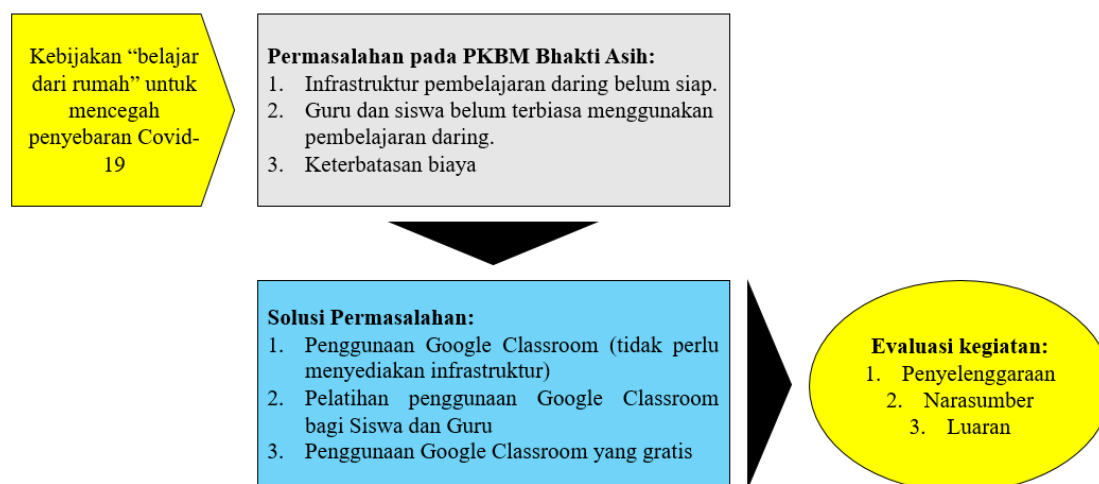 Kebijakan “belajar
dari rumah” untuk
mencegah
penyebaran Covid-
19
Permasalahan pada PKBM Bhakti Asih:
1. Infrastruktur pembelajaran daring belum siap.
2. Guru dan siswa belum terbiasa menggunakan
pembelajaran daring.
3. Keterbatasan biaya
Solusi Permasalahan:
1. Penggunaan Google Classroom (tidak perlu
menyediakan infrastruktur)
2. Pelatihan penggunaan Google Classroom
bagi Siswa dan Guru
3. Penggunaan Google Classroom yang gratis
Evaluasi kegiatan:
1. Penyelenggaraan
2. Narasumber
3. Luaran